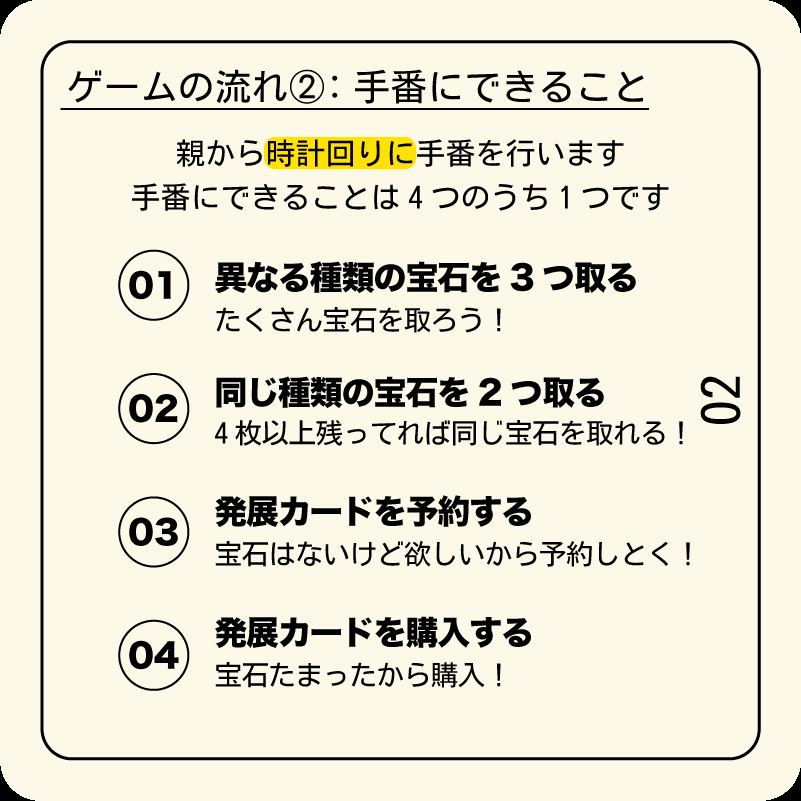 ゲームの流れ②：手番にできること
親から時計回りに手番を行います
手番にできることは 4 つのうち 1 つです
01
異なる種類の宝石を 3 つ取る
たくさん宝石を取ろう！
02
同じ種類の宝石を 2 つ取る
4 枚以上残ってれば同じ宝石を取れる！
02
03
発展カードを予約する
宝石はないけど欲しいから予約しとく！
04
発展カードを購入する
宝石たまったから購入！